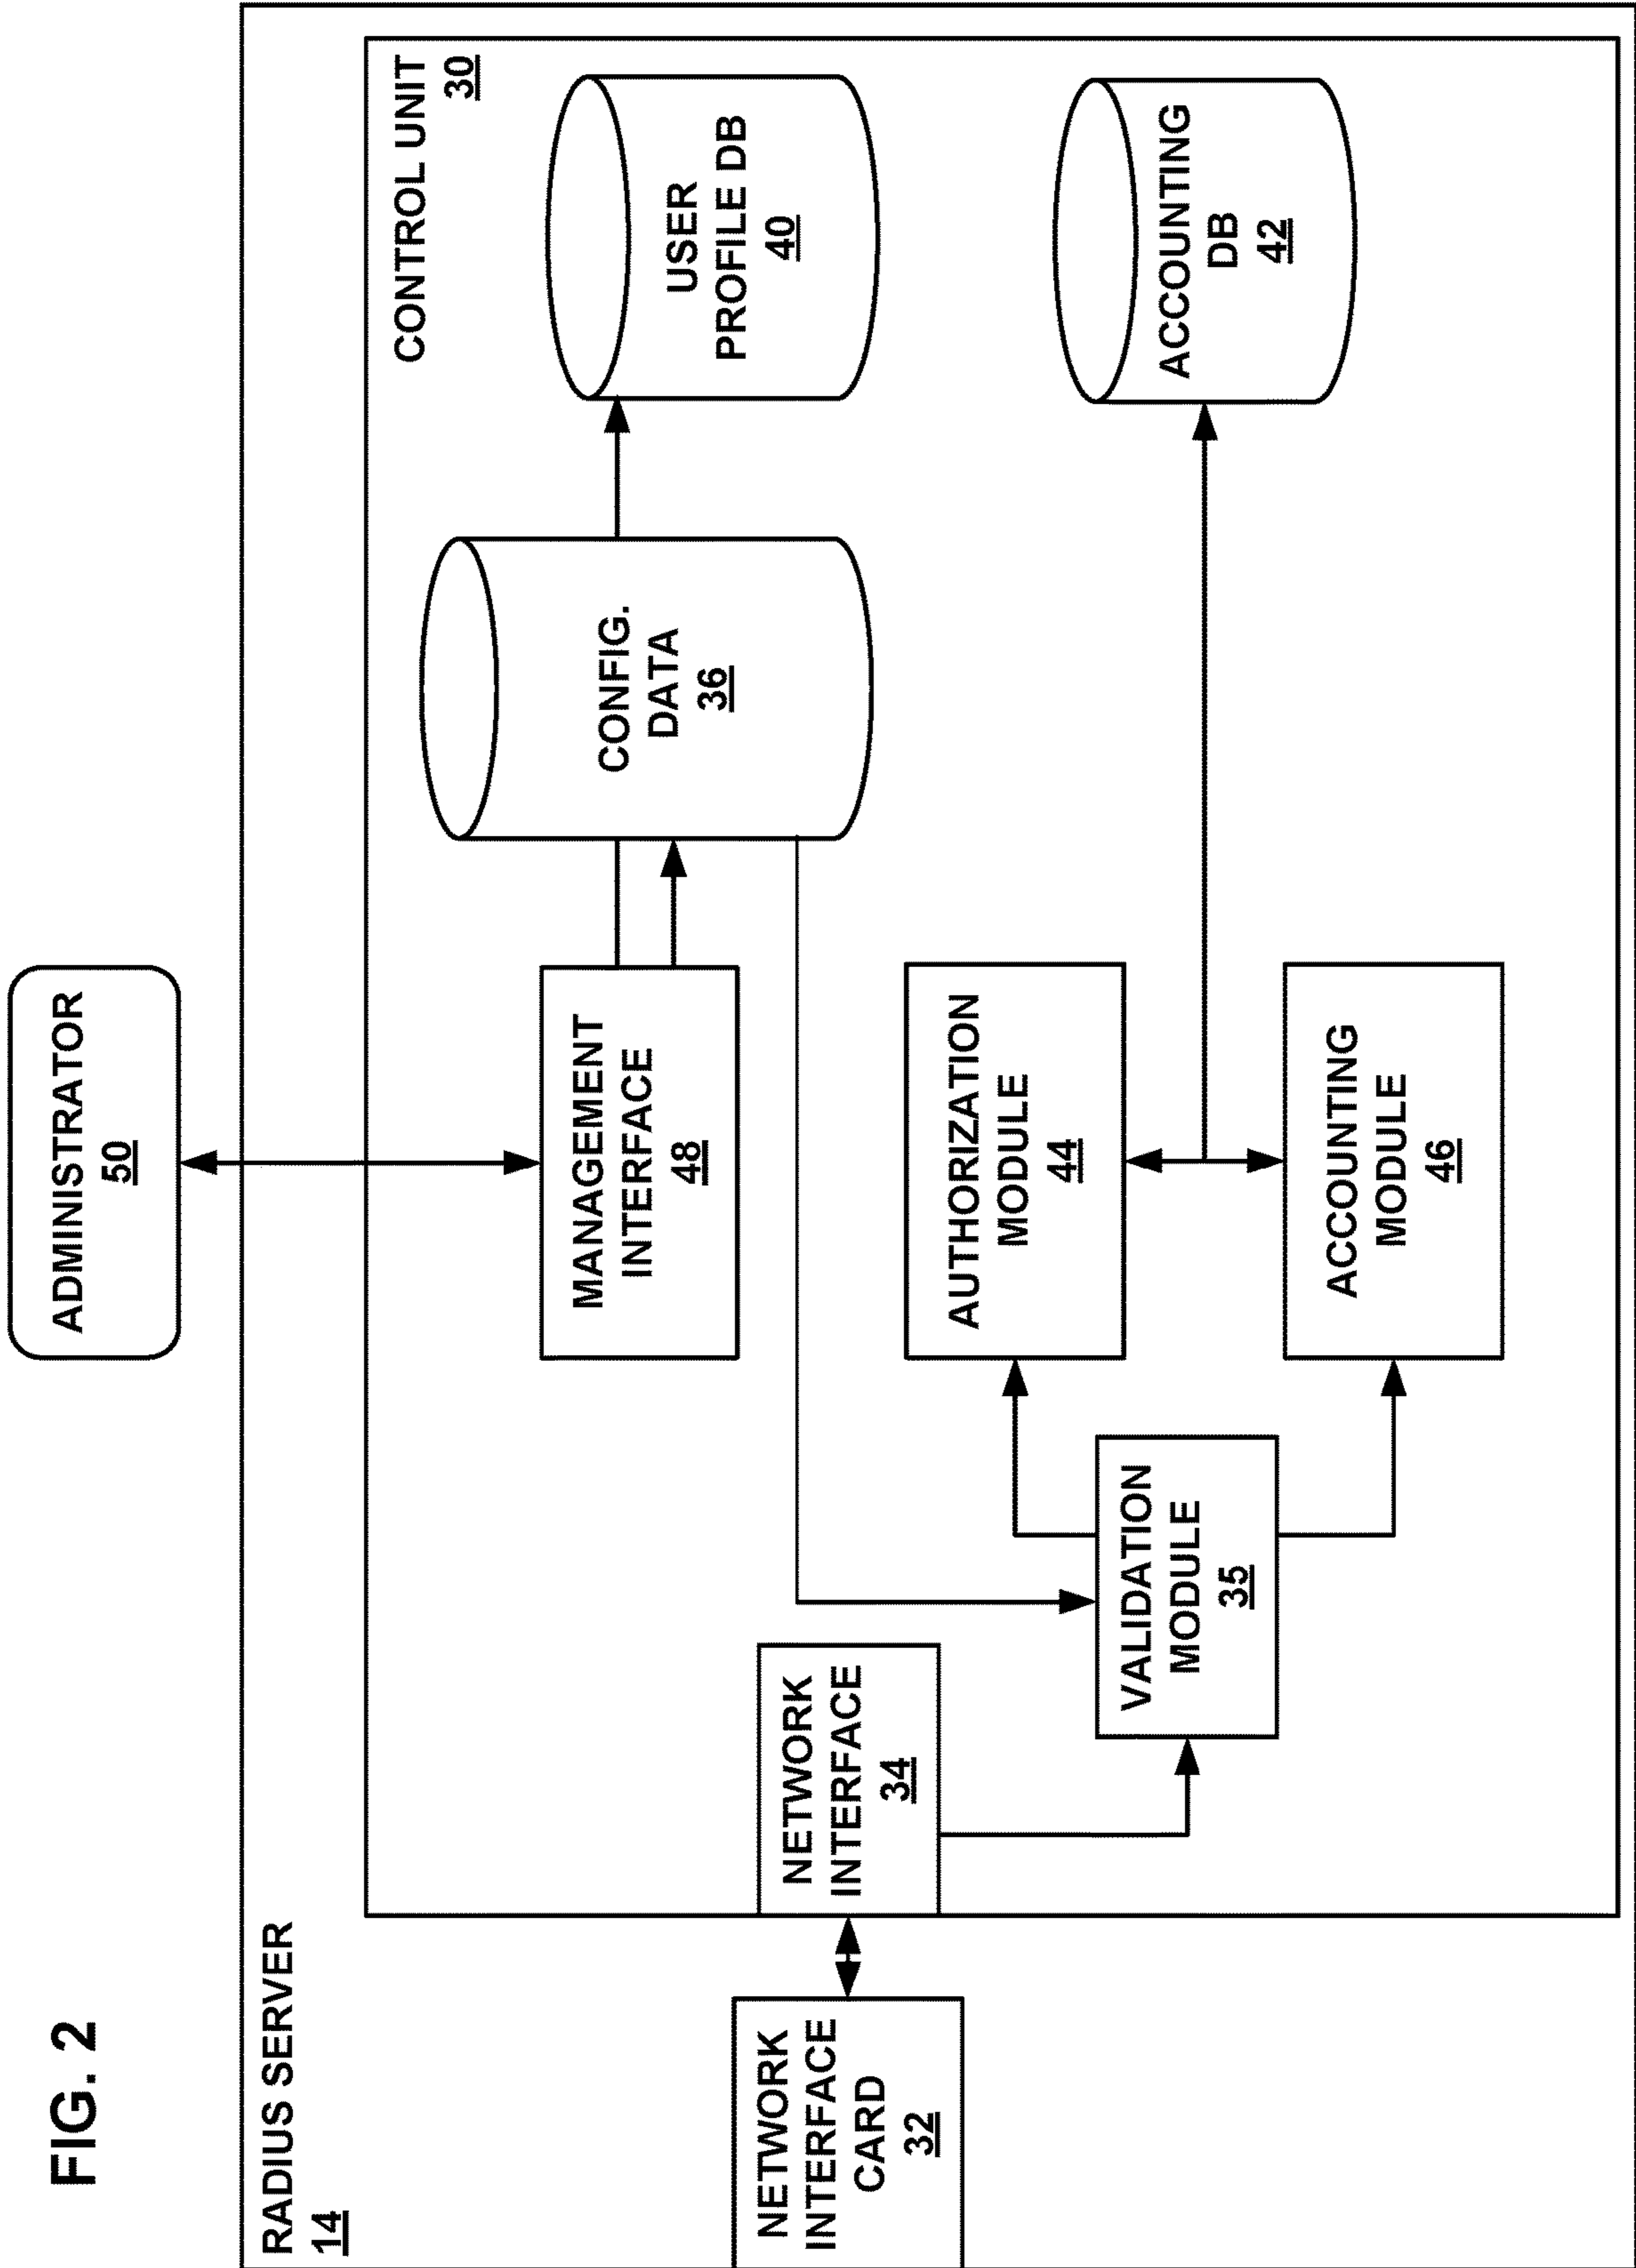 FIG. 2
ADMINISTRATOR
50
RADIUS SERVER
14
CONTROL UNIT
30
MANAGEMENT
INTERFACE
48
CONFIG.
DATA
36
USER
PROFILE DB
40
NETWORK
INTERFACE
CARD
32
NETWORK
INTERFACE
34
VALIDATION
MODULE
35
AUTHORIZATION
MODULE
44
ACCOUNTING
MODULE
46
ACCOUNTING
DB
42